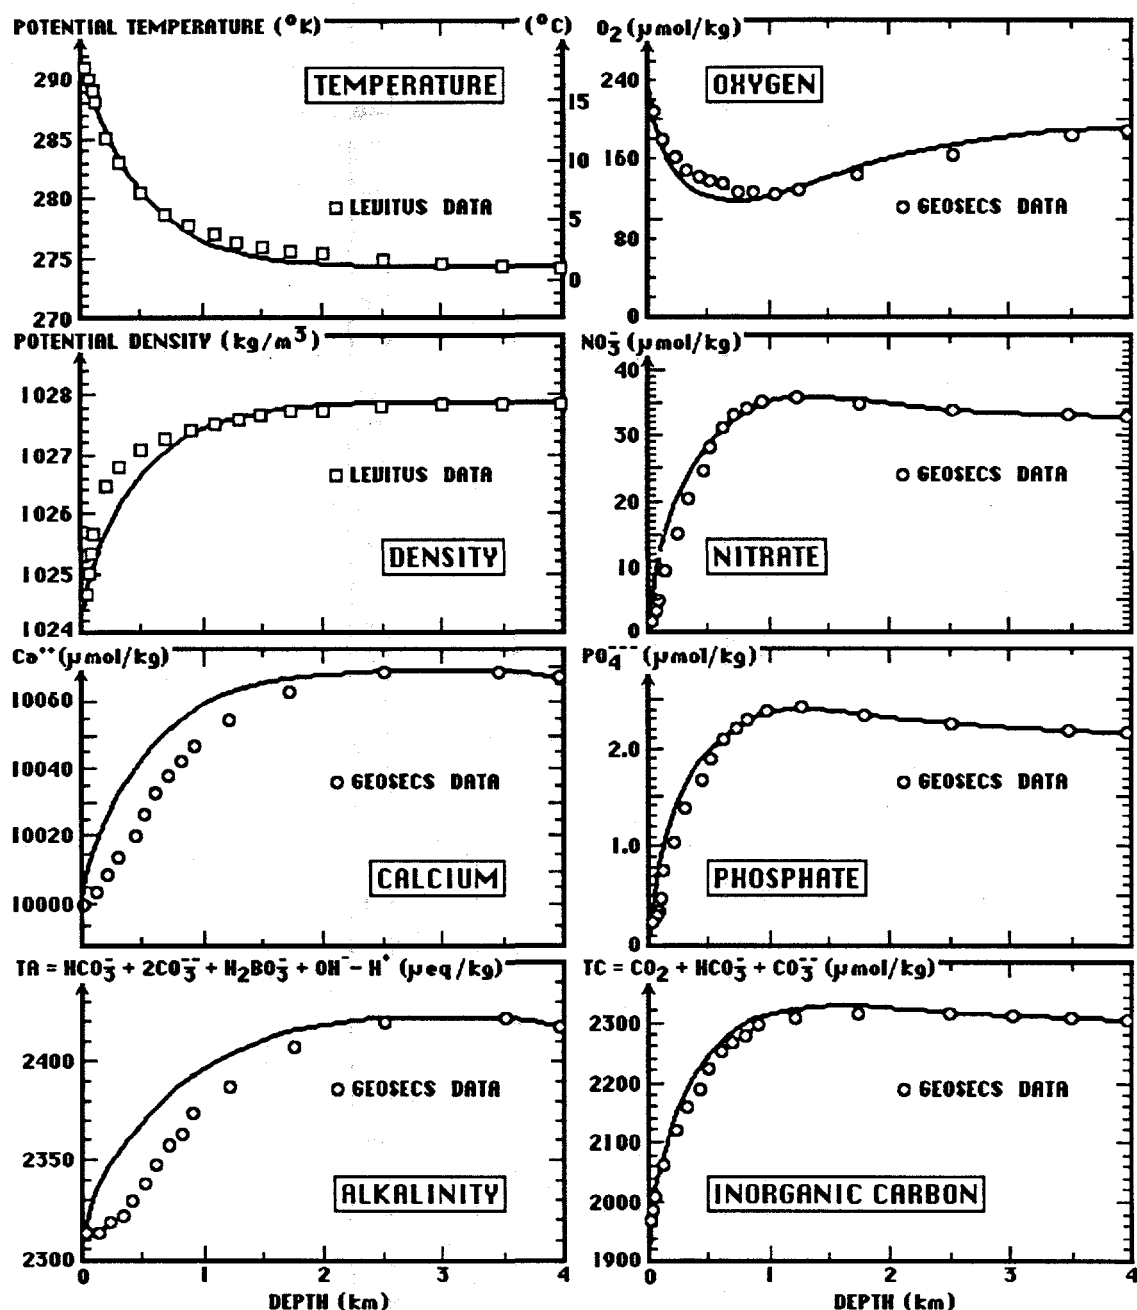 POTENTIAL TEMPERATURE (°K) (°C)
TEMPERATURE
290
285
280
275
270
15
10
5
0
LEVITUS DATA
O2 (µmol/kg)
OXYGEN
240
160
80
0
GEOSECS DATA
POTENTIAL DENSITY (kg/m3)
1028
1027
1026
1025
1024
LEVITUS DATA
DENSITY
NO3- (µmol/kg)
40
30
20
10
0
GEOSECS DATA
NITRATE
Ca++ (µmol/kg)
10060
10040
10020
10000
GEOSECS DATA
CALCIUM
PO4--- (µmol/kg)
2.0
1.0
0
GEOSECS DATA
PHOSPHATE
TA = HCO3- + 2CO3-- + H2BO3- + OH- - H+ (µeq/kg)
2400
2350
2300
GEOSECS DATA
ALKALINITY
0 1 2 3 4
DEPTH (km)
TC = CO2 + HCO3- + CO3-- (µmol/kg)
2300
2200
2100
2000
1900
GEOSECS DATA
INORGANIC CARBON
0 1 2 3 4
DEPTH (km)